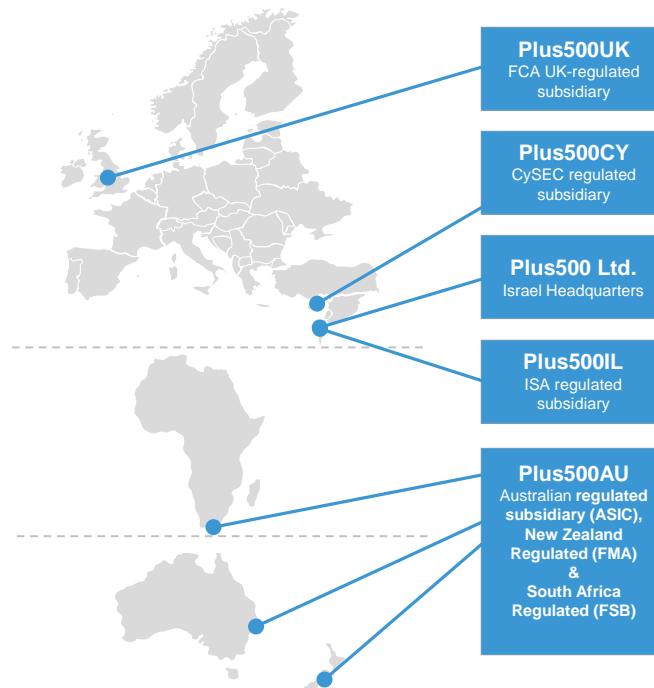 Plus500UK
FCA UK-regulated
subsidiary
Plus500CY
CySEC regulated
subsidiary
Plus500 Ltd.
Israel Headquarters
Plus500IL
ISA regulated
subsidiary
Plus500AU
Australian regulated
subsidiary (ASIC),
New Zealand
Regulated (FMA)
&
South Africa
Regulated (FSB)